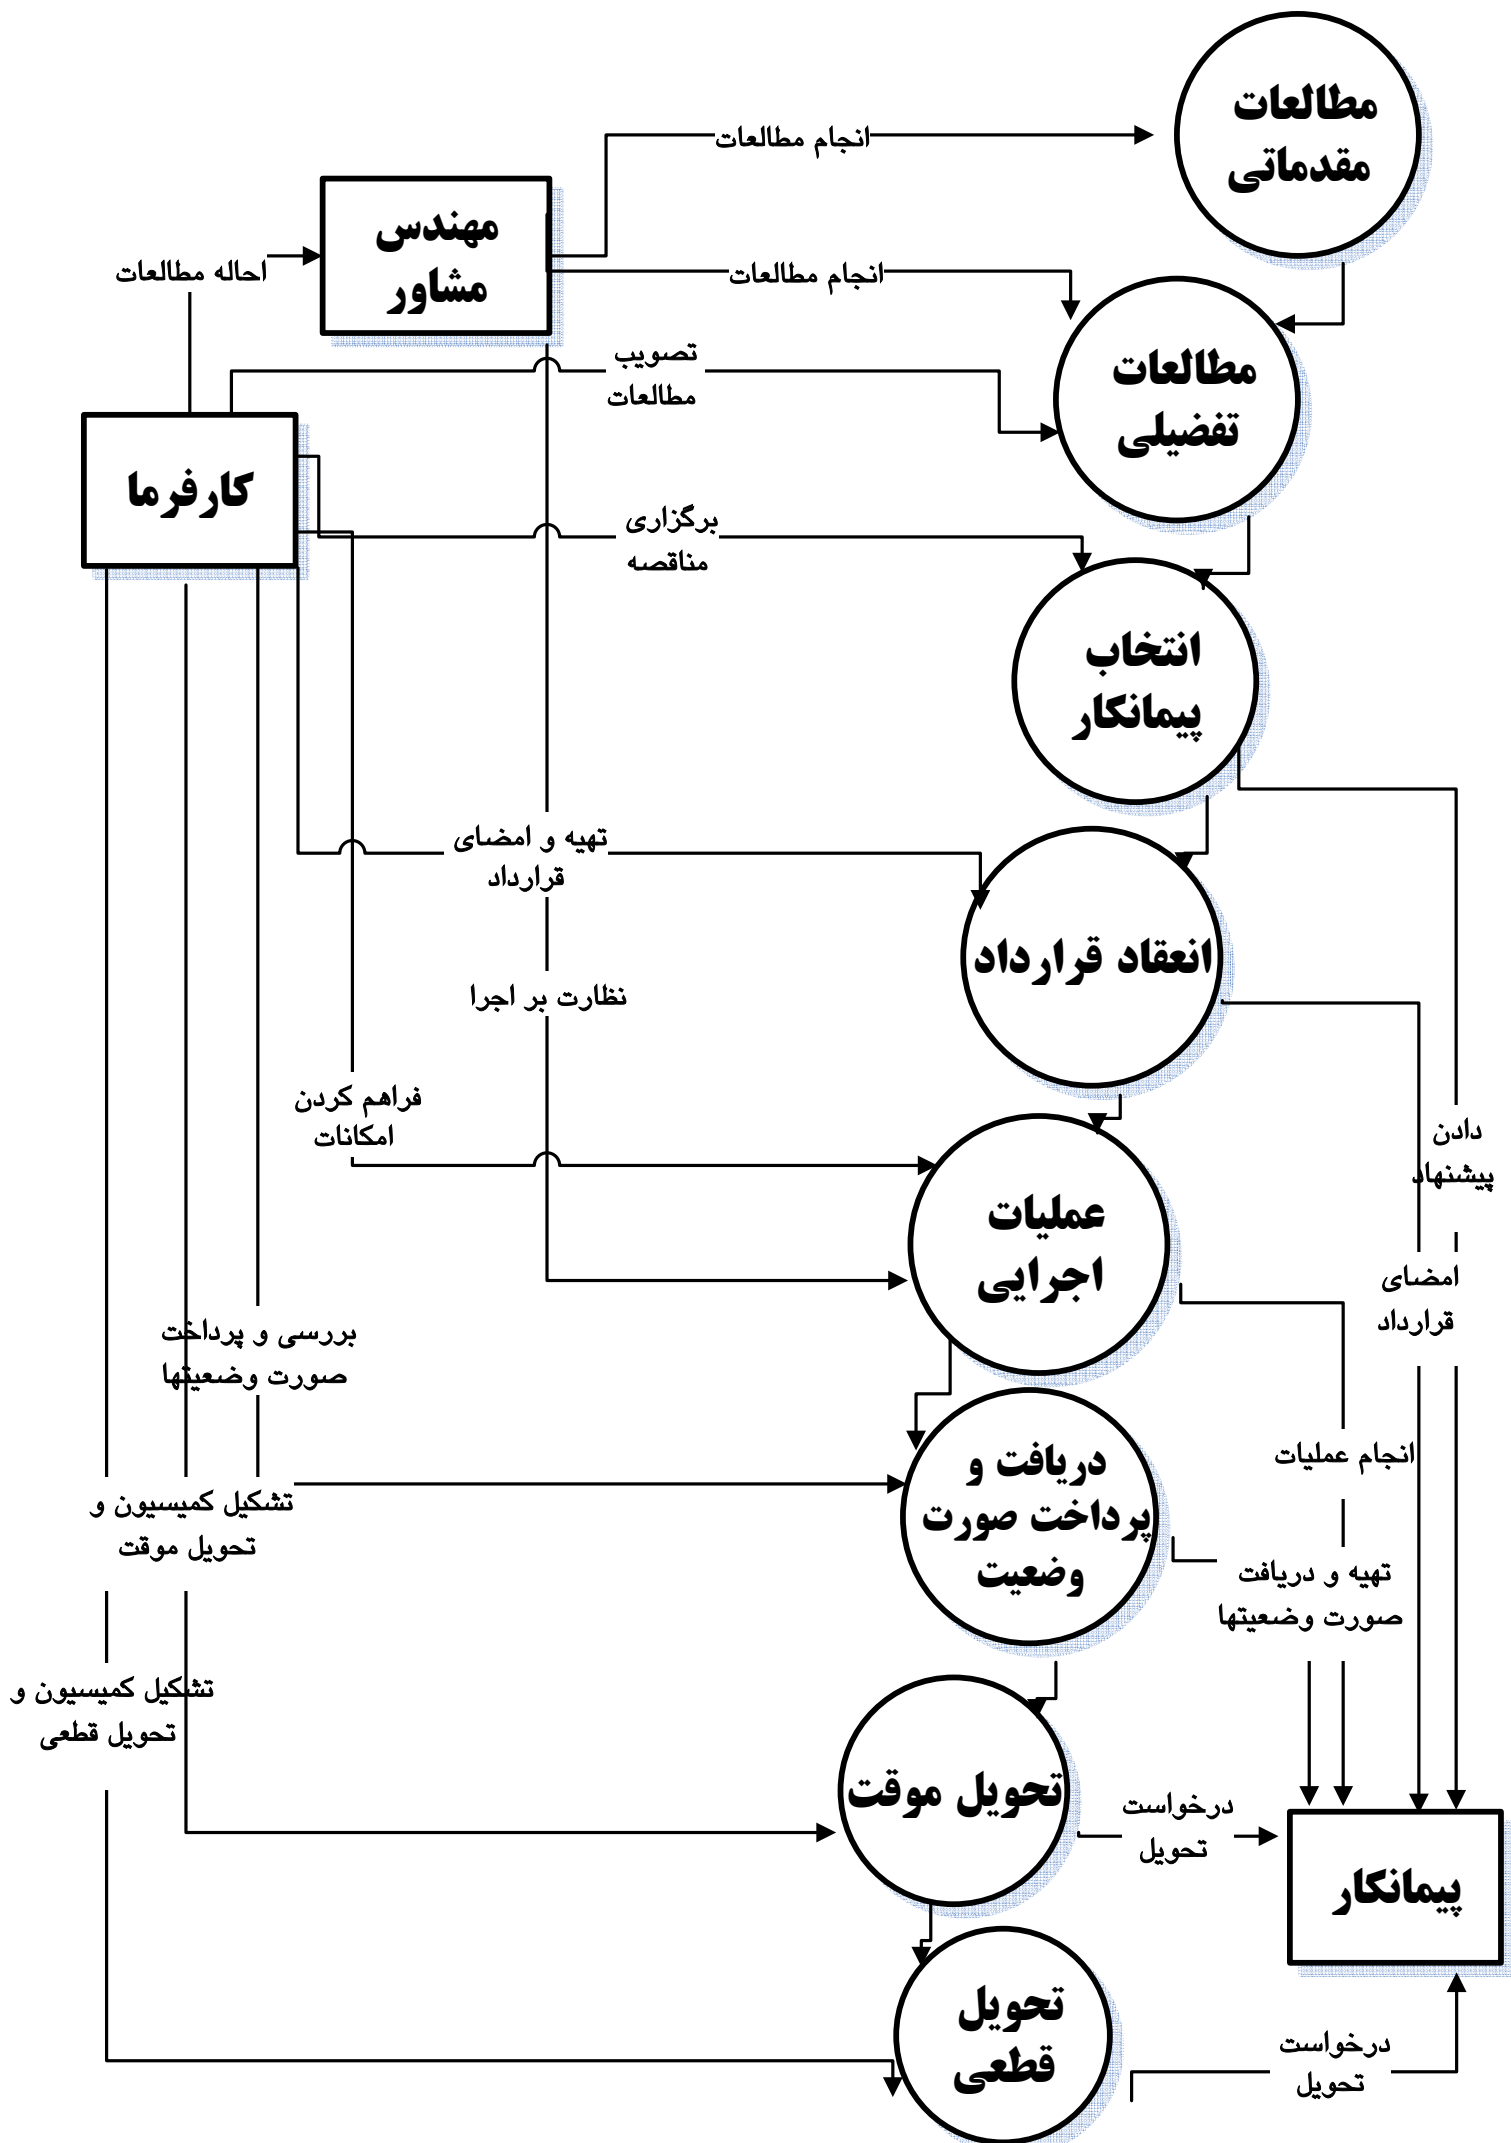 مطالعات
مقدماتی
انجام مطالعات
مهندس
مشاور
احاله مطالعات
انجام مطالعات
تصویب
مطالعات
مطالعات
تفضیلی
کارفرما
برگزاری
مناقصه
انتخاب
پیمانکار
تهیه و امضای
قرارداد
انعقاد قرارداد
نظارت بر اجرا
فراهم کردن
امکانات
دادن
پیشنهاد
عملیات
اجرایی
امضای
قرارداد
بررسی و پرداخت
صورت وضعیتها
انجام عملیات
دریافت و
پرداخت صورت
وضعیت
تشکیل کمیسیون و
تحویل موقت
تهیه و دریافت
صورت وضعیتها
تشکیل کمیسیون و
تحویل قطعی
تحویل موقت
درخواست
تحویل
پیمانکار
تحویل
قطعی
درخواست
تحویل